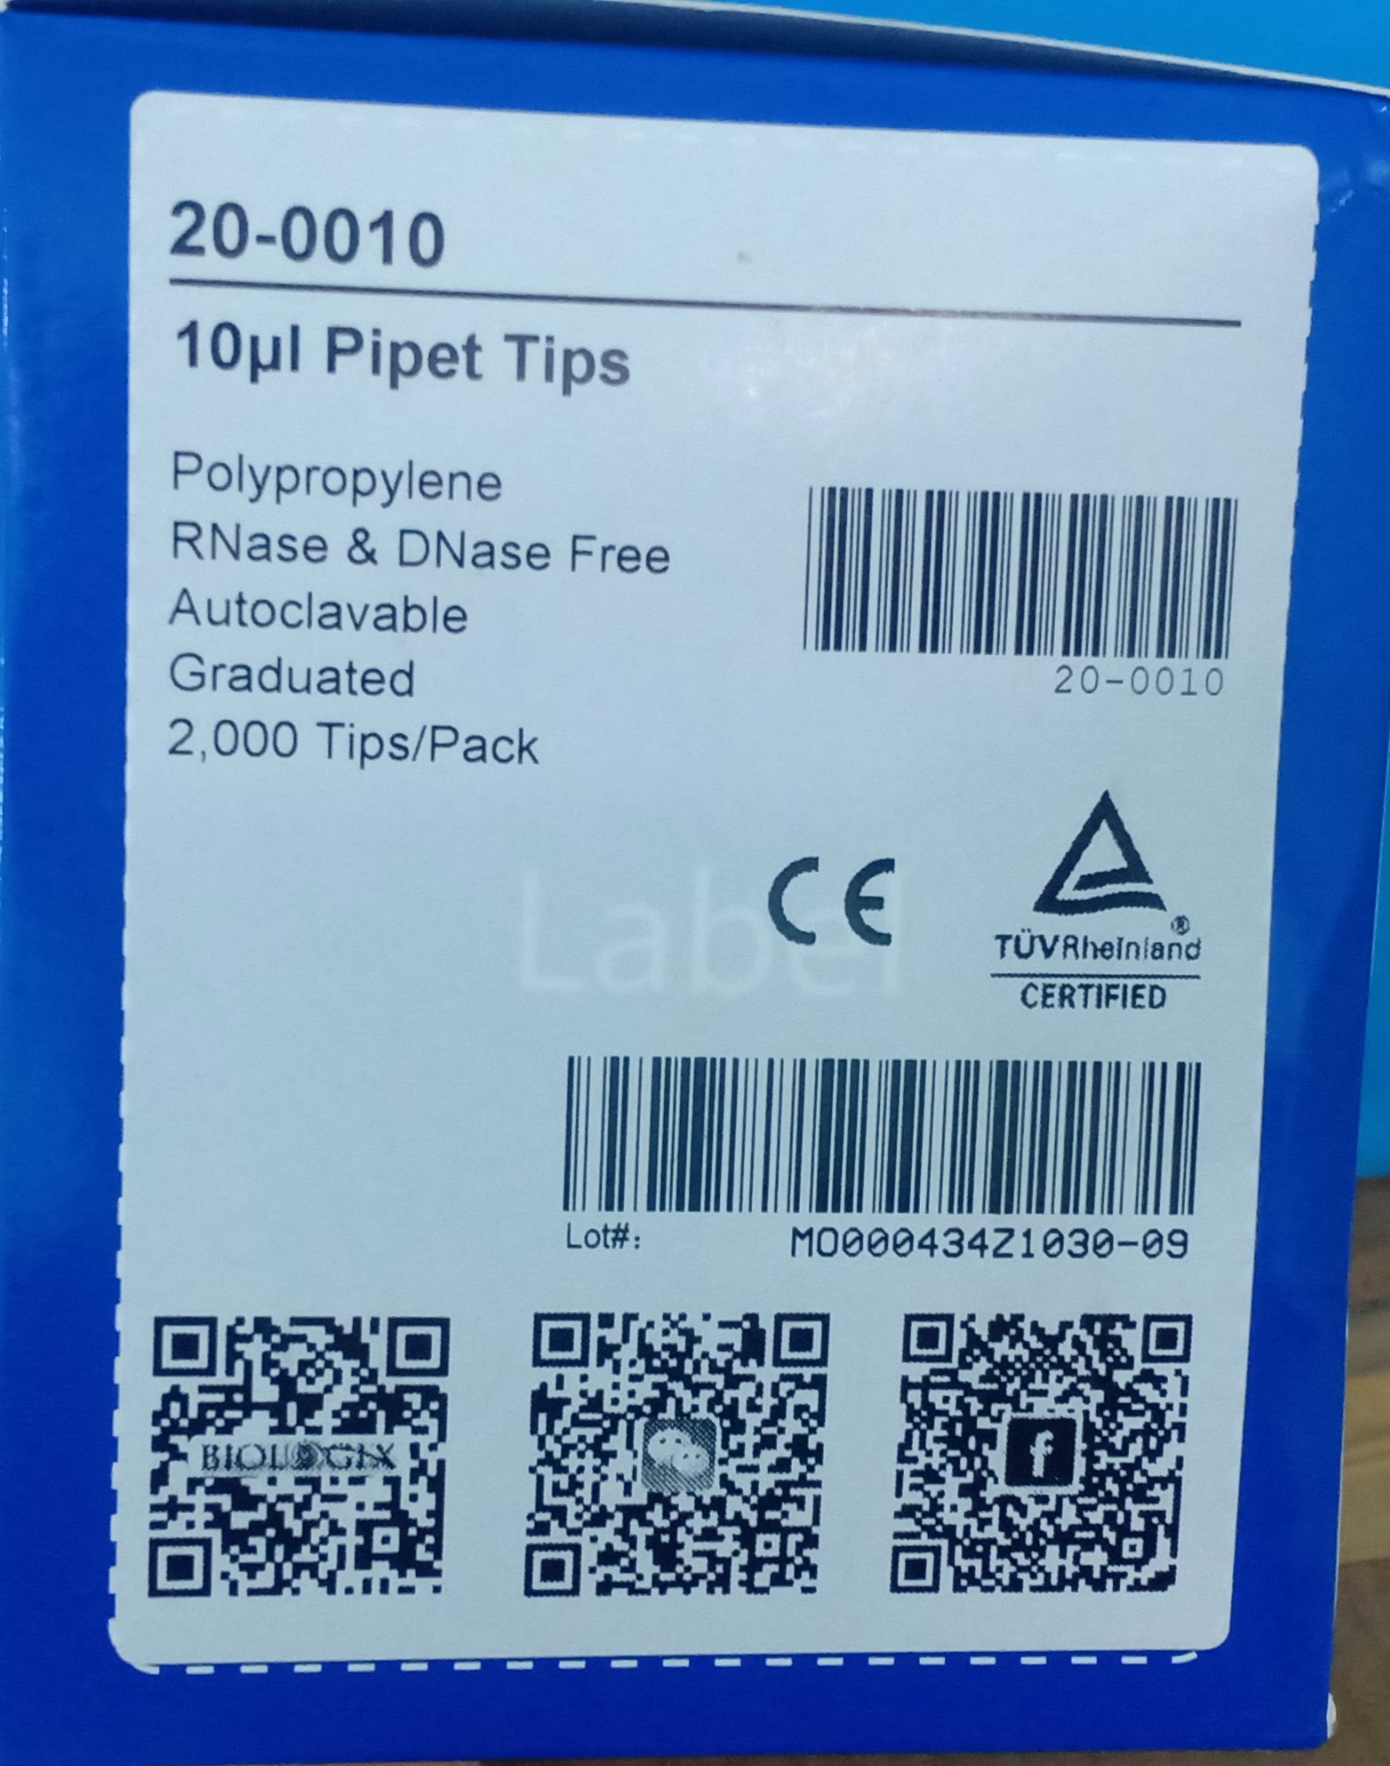 20-0010
10µl Pipet Tips
Polypropylene
RNase & DNase Free
Autoclavable
Graduated
2,000 Tips/Pack
20-0010
Label
CE
TÜVRheinland®
CERTIFIED
Lot#: MO000434Z1030-09
BIOLOGIX
f